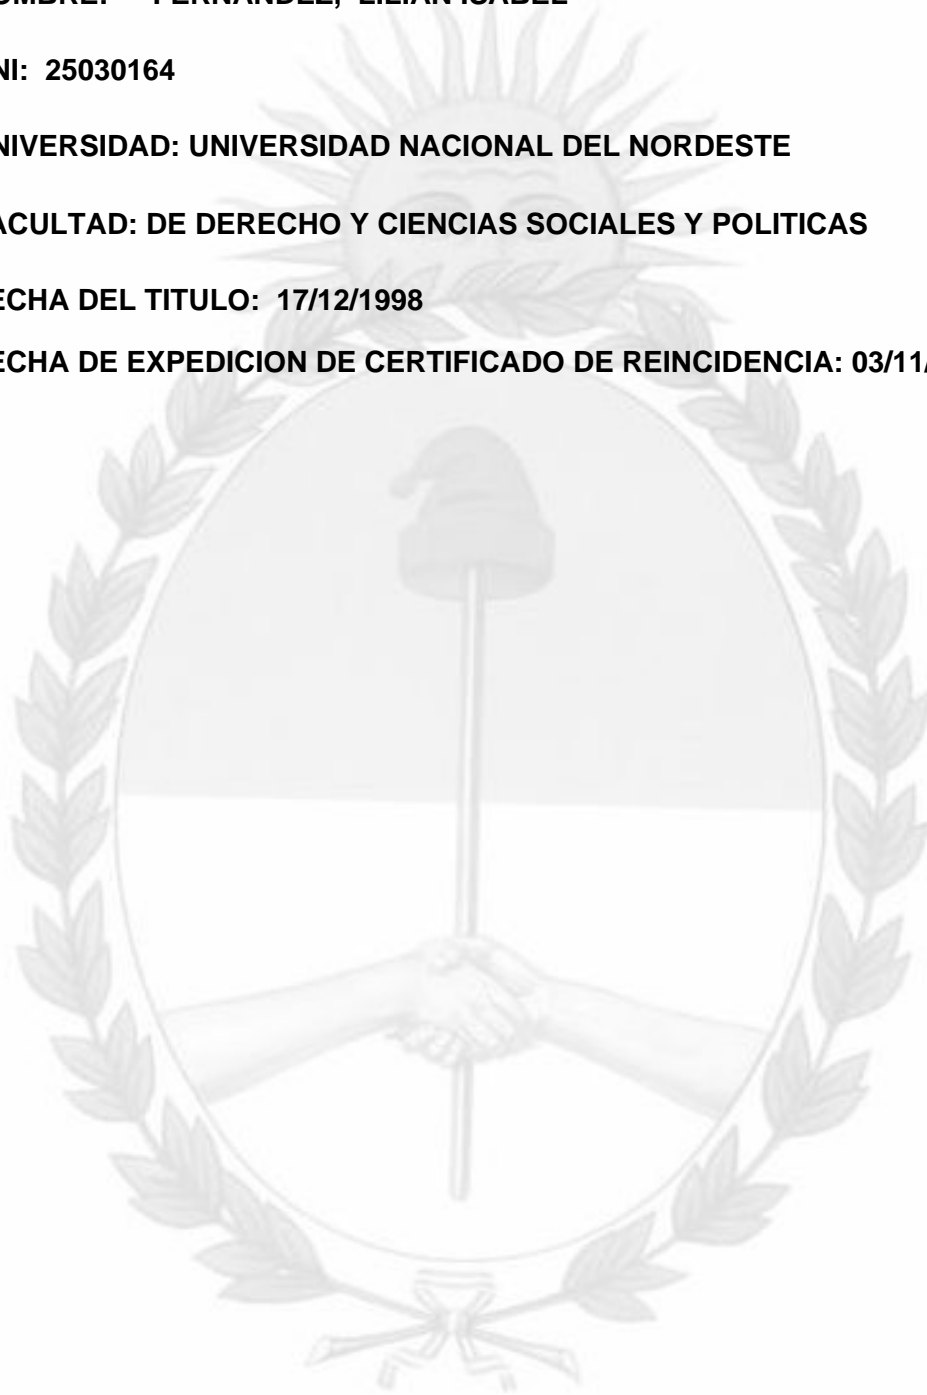 OMBRE: FERNANDEZ, LILIAN ISABEL
NI: 25030164
NIVERSIDAD: UNIVERSIDAD NACIONAL DEL NORDESTE
ACULTAD: DE DERECHO Y CIENCIAS SOCIALES Y POLITICAS
ECHA DEL TITULO: 17/12/1998
ECHA DE EXPEDICION DE CERTIFICADO DE REINCIDENCIA: 03/11/